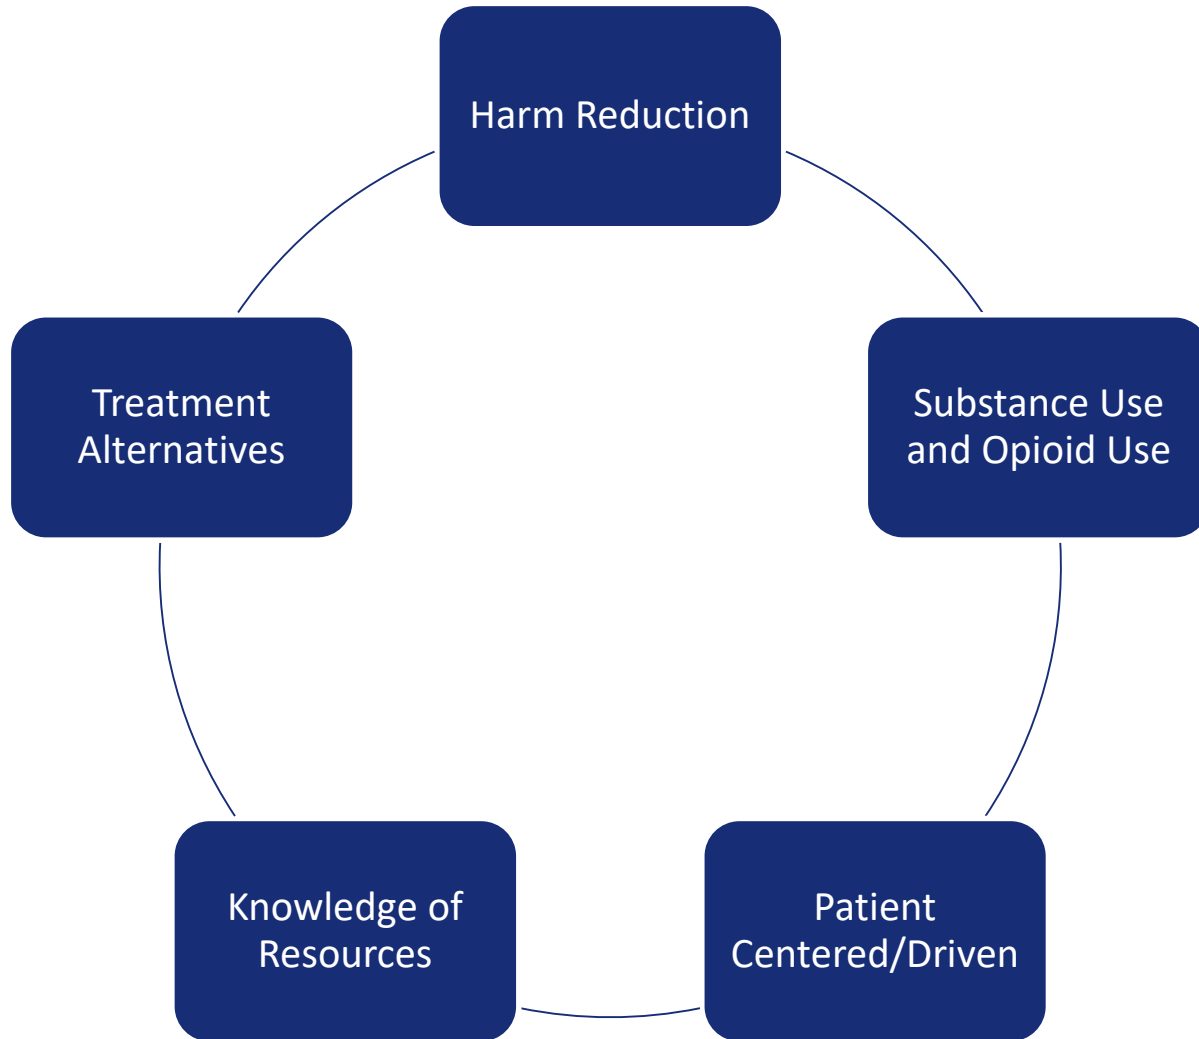 Harm Reduction
Substance Use
and Opioid Use
Patient
Centered/Driven
Knowledge of
Resources
Treatment
Alternatives